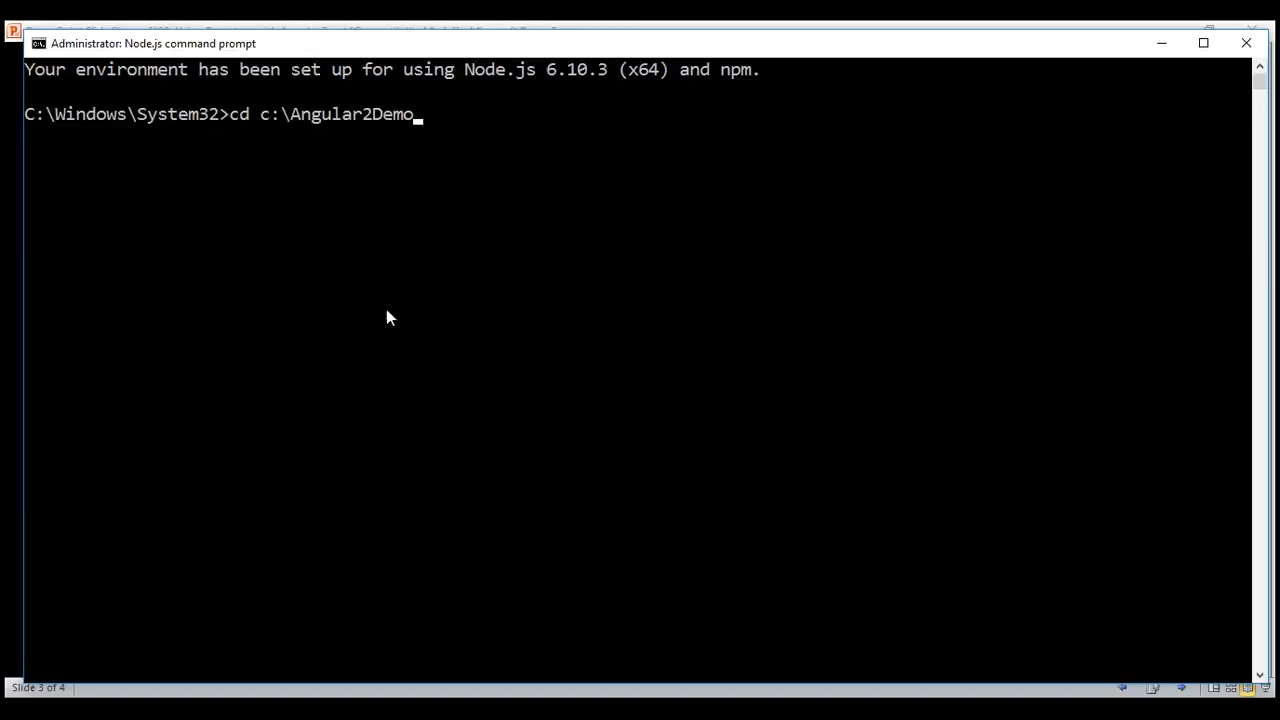 Administrator: Node.js command prompt
Your environment has been set up for using Node.js 6.10.3 (x64) and npm.
C:\Windows\System32>cd c:\Angular2Demo
Slide 3 of 4